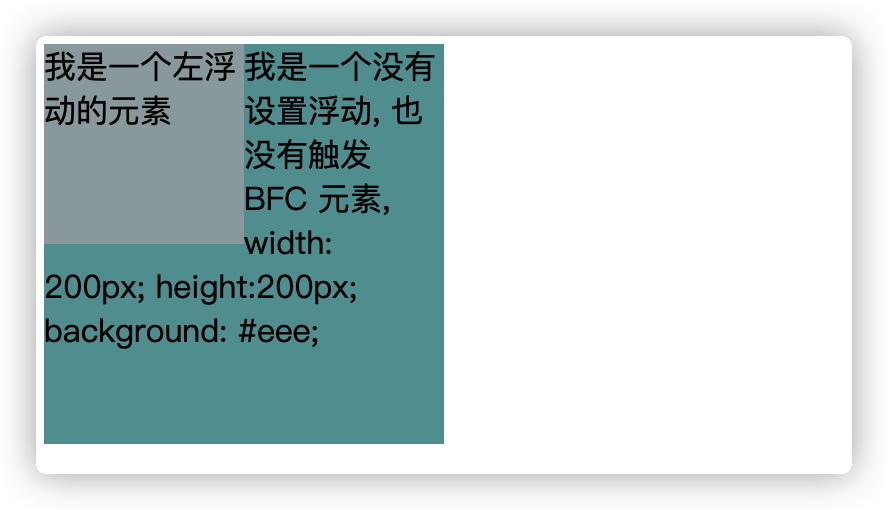 我是一个左浮
动的元素
我是一个没有
设置浮动, 也
没有触发
BFC 元素,
width:
200px; height:200px;
background: #eee;